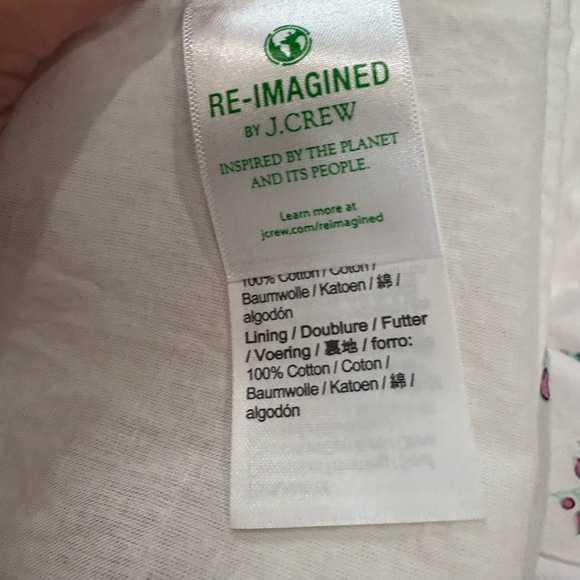 RE-IMAGINED
BY J.CREW
INSPIRED BY THE PLANET
AND ITS PEOPLE.
Learn more at
jcrew.com/reimagined
100% Cotton / Coton /
Baumwolle / Katoen / 綿 /
algodón
Lining / Doublure / Futter
/ Voering / 裏地 / forro:
100% Cotton / Coton /
Baumwolle / Katoen / 綿 /
algodón